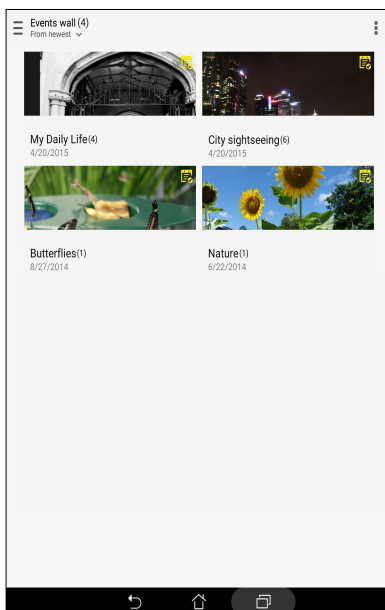 Events wall (4)
From newest
My Daily Life(4)
4/20/2015
City sightseeing(6)
4/20/2015
Butterflies(1)
8/27/2014
Nature(1)
6/22/2014